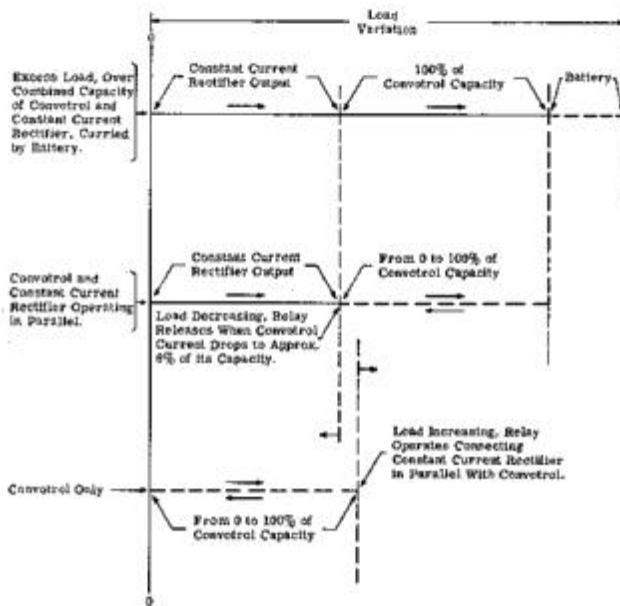 Load
Variation
0
Excess Load, Over
Combined Capacity
of Convotrol and
Constant Current
Rectifier, Carried
by Battery.
Constant Current
Rectifier Output
100% of
Convotrol Capacity
Battery
Convotrol and
Constant Current
Rectifier Operating
in Parallel.
Constant Current
Rectifier Output
From 0 to 100% of
Convotrol Capacity
Load Decreasing, Relay
Releases When Convotrol
Current Drops to Approx.
6% of its Capacity.
Load Increasing, Relay
Operates Connecting
Constant Current Rectifier
in Parallel With Convotrol.
Convotrol Only
From 0 to 100% of
Convotrol Capacity
0